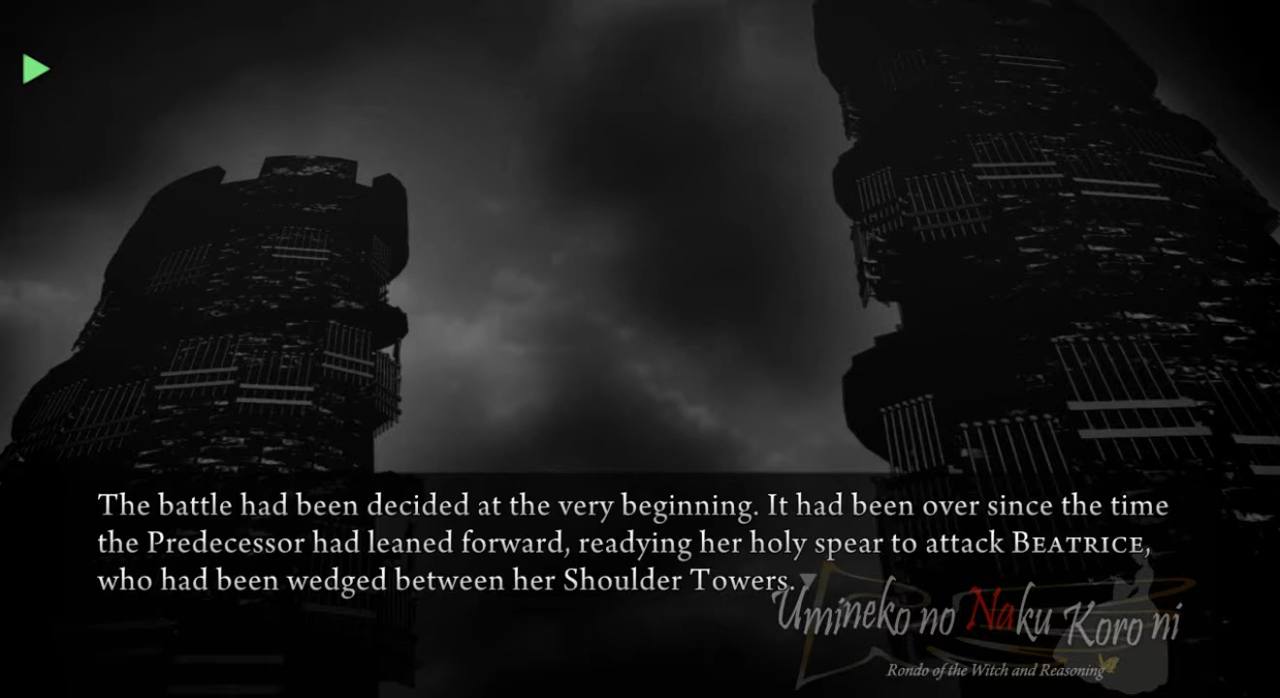 The battle had been decided at the very beginning. It had been over since the time
the Predecessor had leaned forward, readying her holy spear to attack BEATRICE,
who had been wedged between her Shoulder Towers.
Umineko no Naku Koro ni
Rondo of the Witch and Reasoning